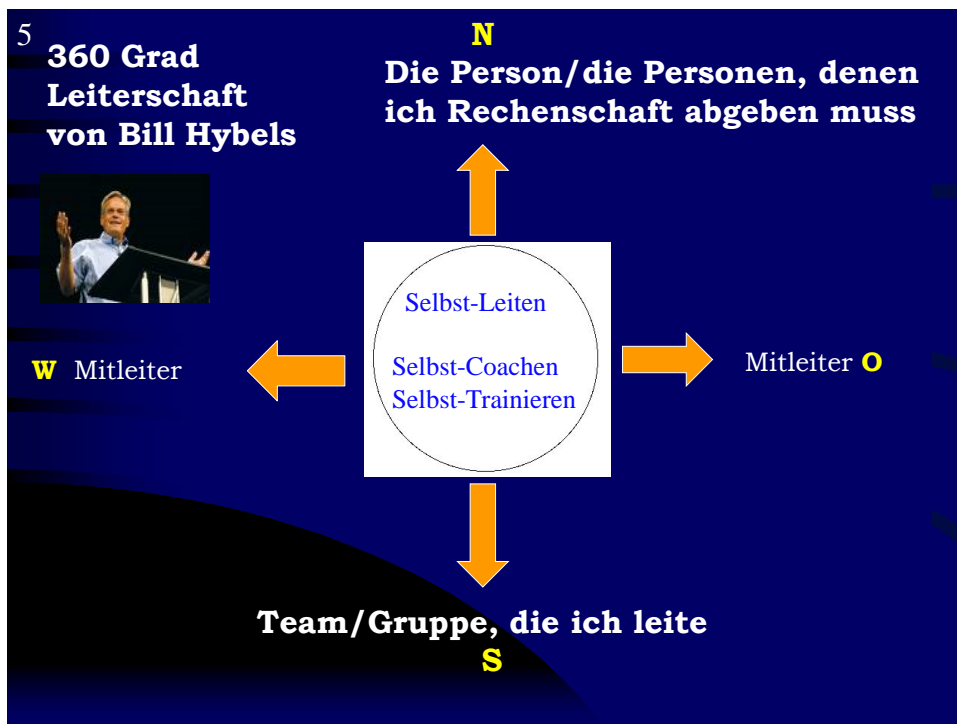 5
360 Grad
Leiterschaft
von Bill Hybels
N
Die Person/die Personen, denen
ich Rechenschaft abgeben muss
Selbst-Leiten
Selbst-Coachen
Selbst-Trainieren
W Mitleiter
Mitleiter O
Team/Gruppe, die ich leite
S